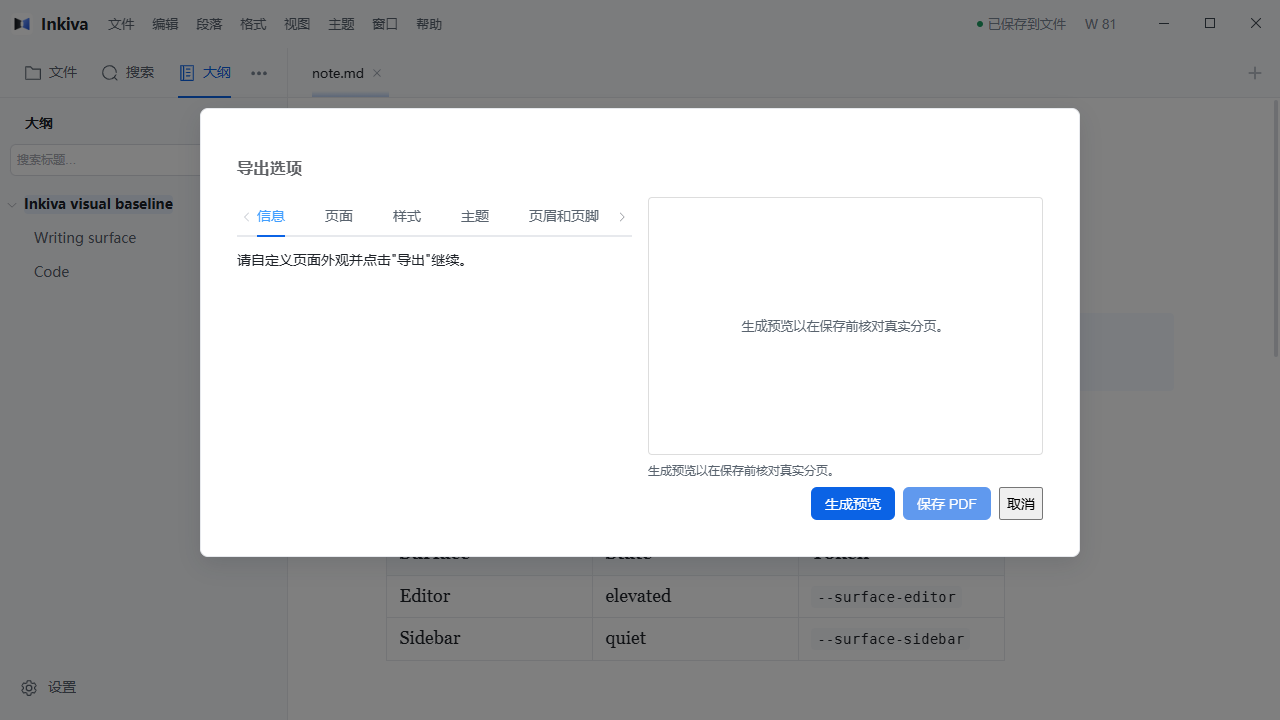 Inkiva 文件 编辑 段落 格式 视图 主题 窗口 帮助 已保存到文件 W 81
文件 搜索 大纲 note.md
大纲
搜索标题...
Inkiva visual baseline
Writing surface
Code
设置
导出选项
信息 页面 样式 主题 页眉和页脚
请自定义页面外观并点击"导出"继续。
生成预览以在保存前核对真实分页。
生成预览以在保存前核对真实分页。
生成预览 保存 PDF 取消
Surface State Token
Editor elevated --surface-editor
Sidebar quiet --surface-sidebar